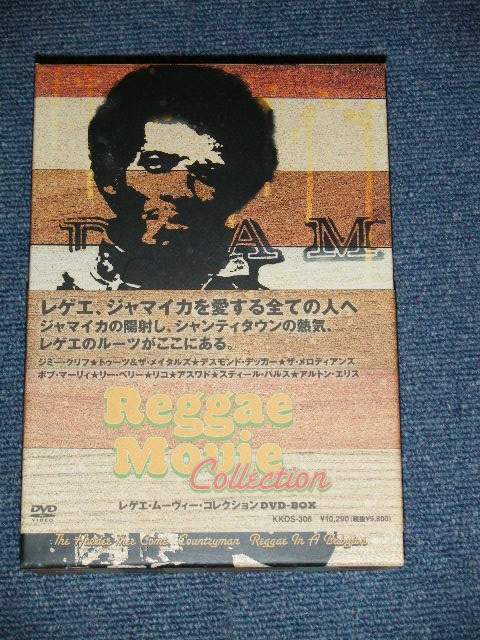 レゲエ、ジャマイカを愛する全ての人へ
ジャマイカの陽射し、シャンティタウンの熱気、
レゲエのルーツがここにある。
ジミー・クリフ★トゥーツ&ザ・メイタルズ★デスモンド・デッカー★ザ・メロディアンズ
ボブ・マーリィ★リー・ペリー★リコ★アスワド★スティール・パルス★アルトン・エリス
Reggae
Movie
Collection
レゲエ・ムーヴィー・コレクション DVD-BOX
DVD
VIDEO
KKDS-308 ¥10,290(税抜¥9,800)
The Harder They Come Countryman Reggae In A Babylon